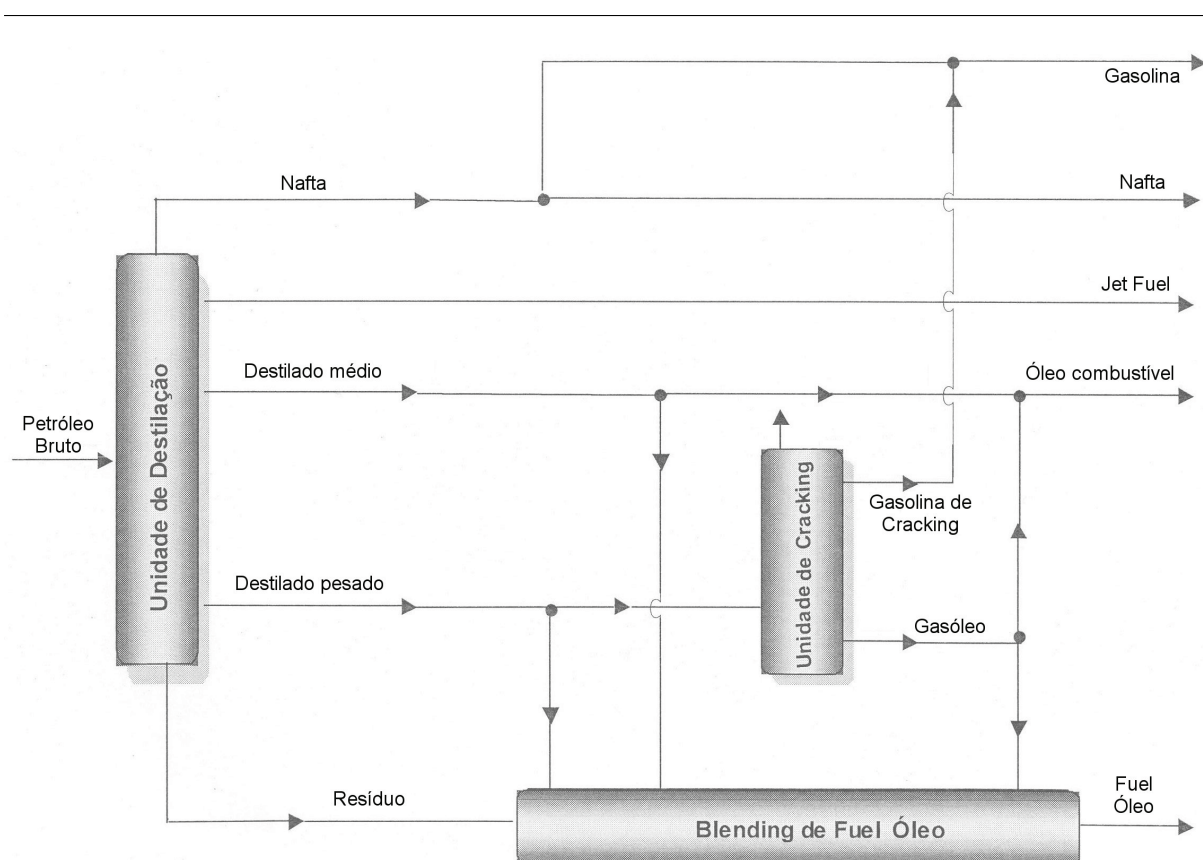 Gasolina
Nafta
Nafta
Jet Fuel
Destilado médio
Óleo combustível
Petróleo
Bruto
Unidade de Destilação
Unidade de Cracking
Gasolina de
Cracking
Destilado pesado
Gasóleo
Resíduo
Fuel
Óleo
Blending de Fuel Óleo